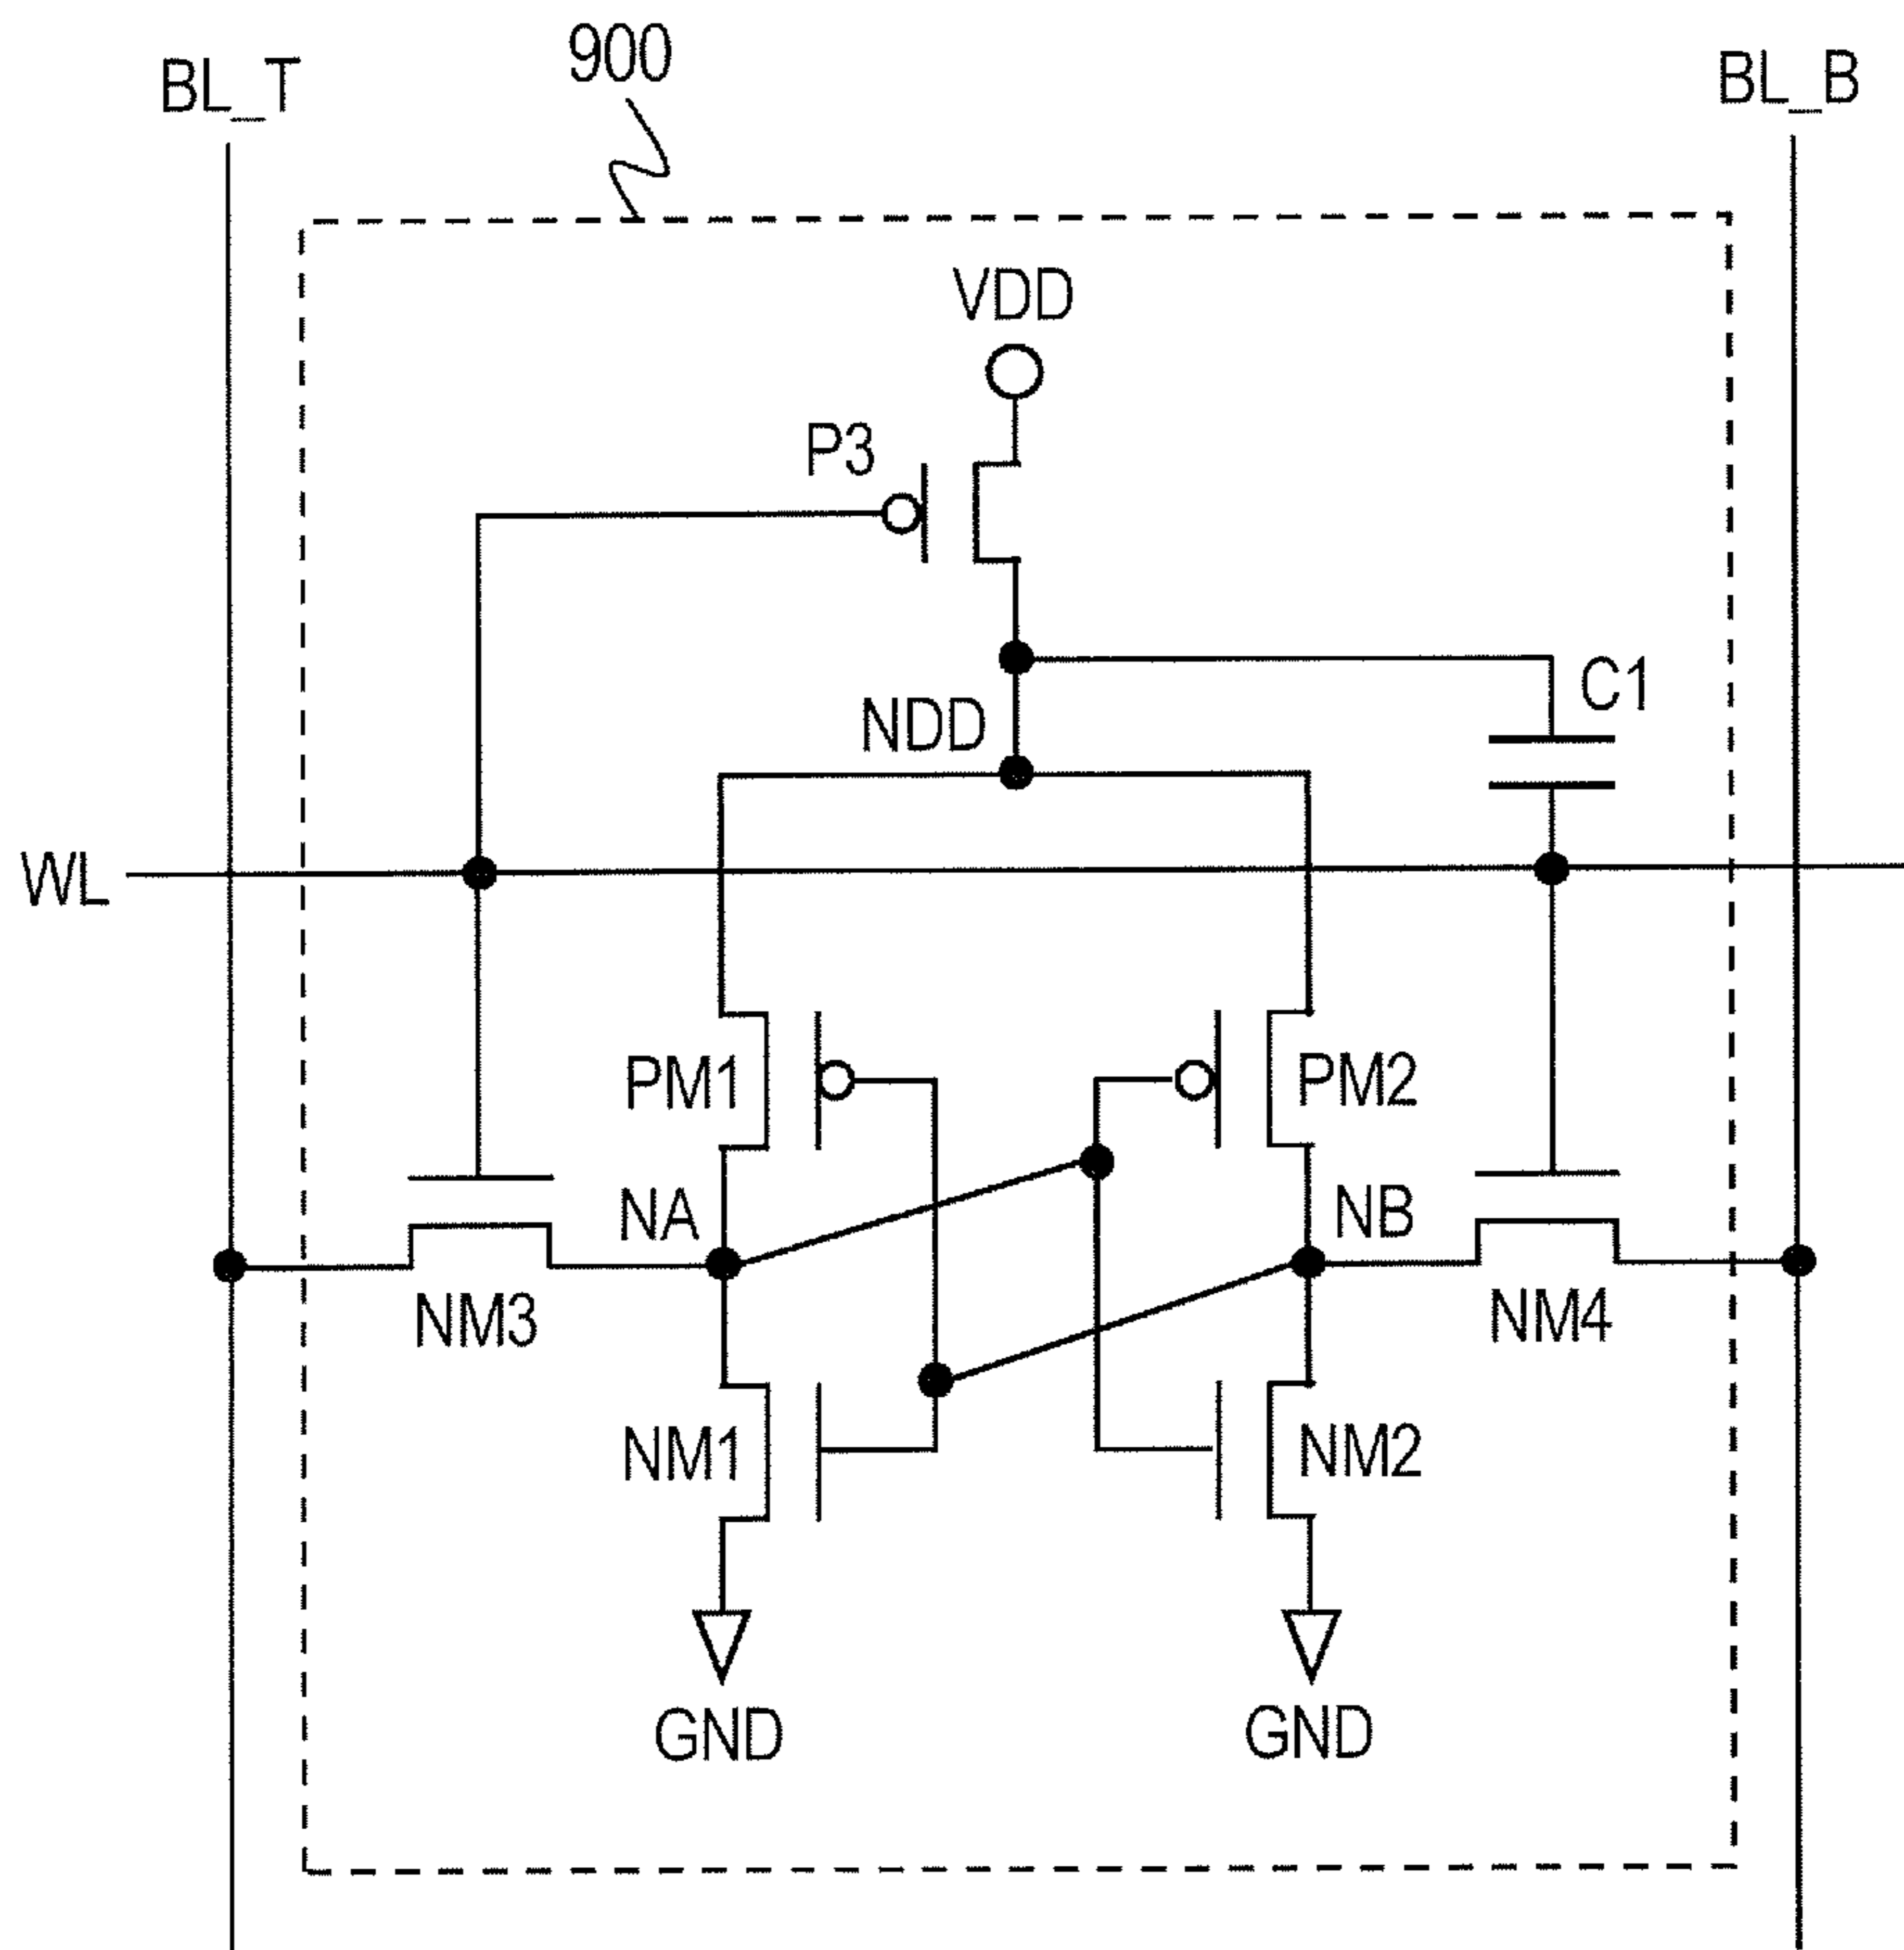 900
BL_T
BL_B
VDD
P3
C1
NDD
WL
PM1
PM2
NA
NB
NM3
NM4
NM1
NM2
GND
GND